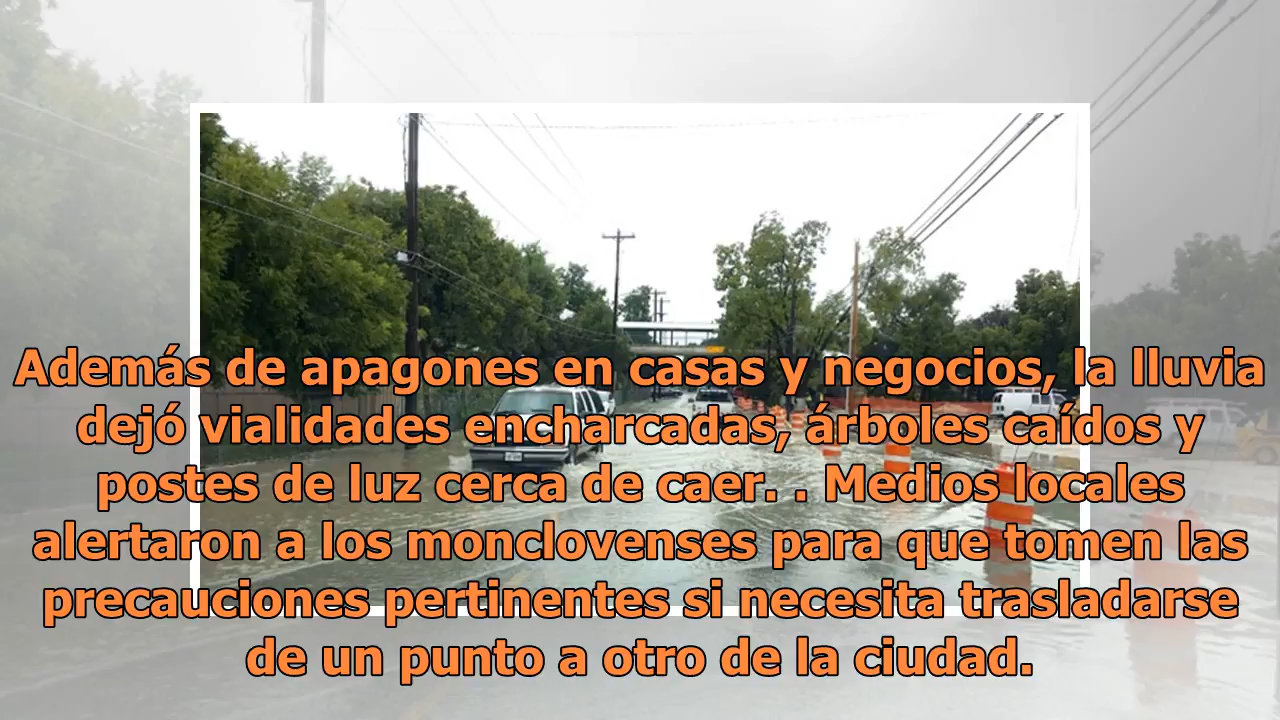 Además de apagones en casas y negocios, la lluvia
dejó vialidades encharcadas, árboles caídos y
postes de luz cerca de caer. . Medios locales
alertaron a los monclovenses para que tomen las
precauciones pertinentes si necesita trasladarse
de un punto a otro de la ciudad.